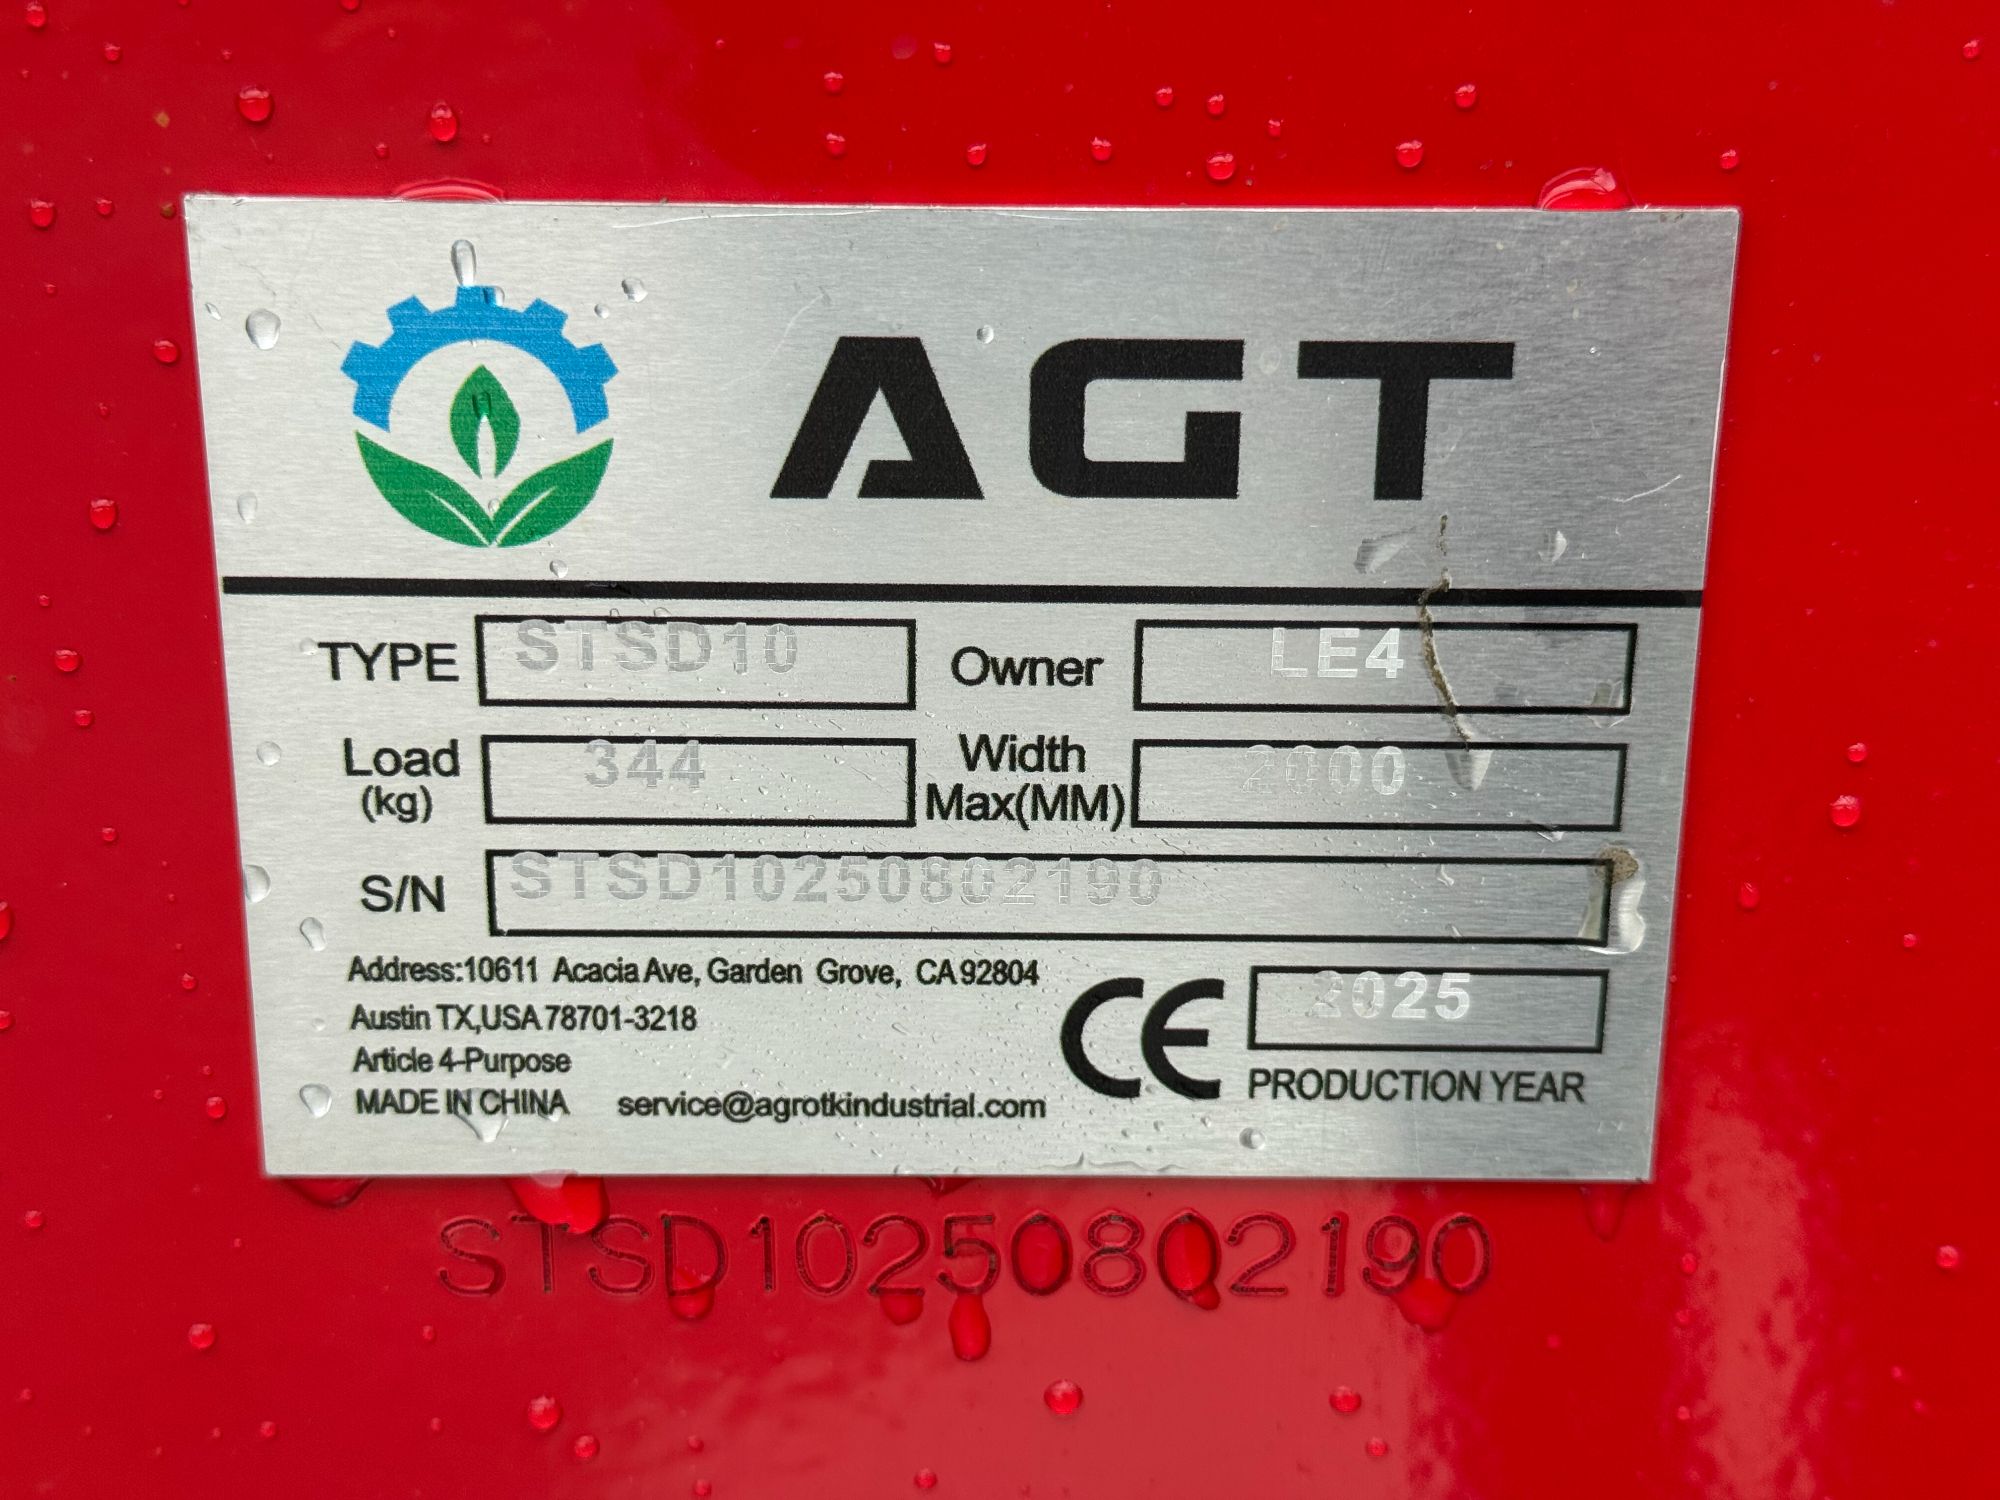 AGT
TYPE STSD10 Owner LE4
Load (kg) 344 Width Max(MM) 2000
S/N STSD10250802190
Address:10611 Acacia Ave, Garden Grove, CA 92804
Austin TX,USA 78701-3218
Article 4-Purpose
MADE IN CHINA service@agrotkindustrial.com
CE 2025
PRODUCTION YEAR
STSD10250802190